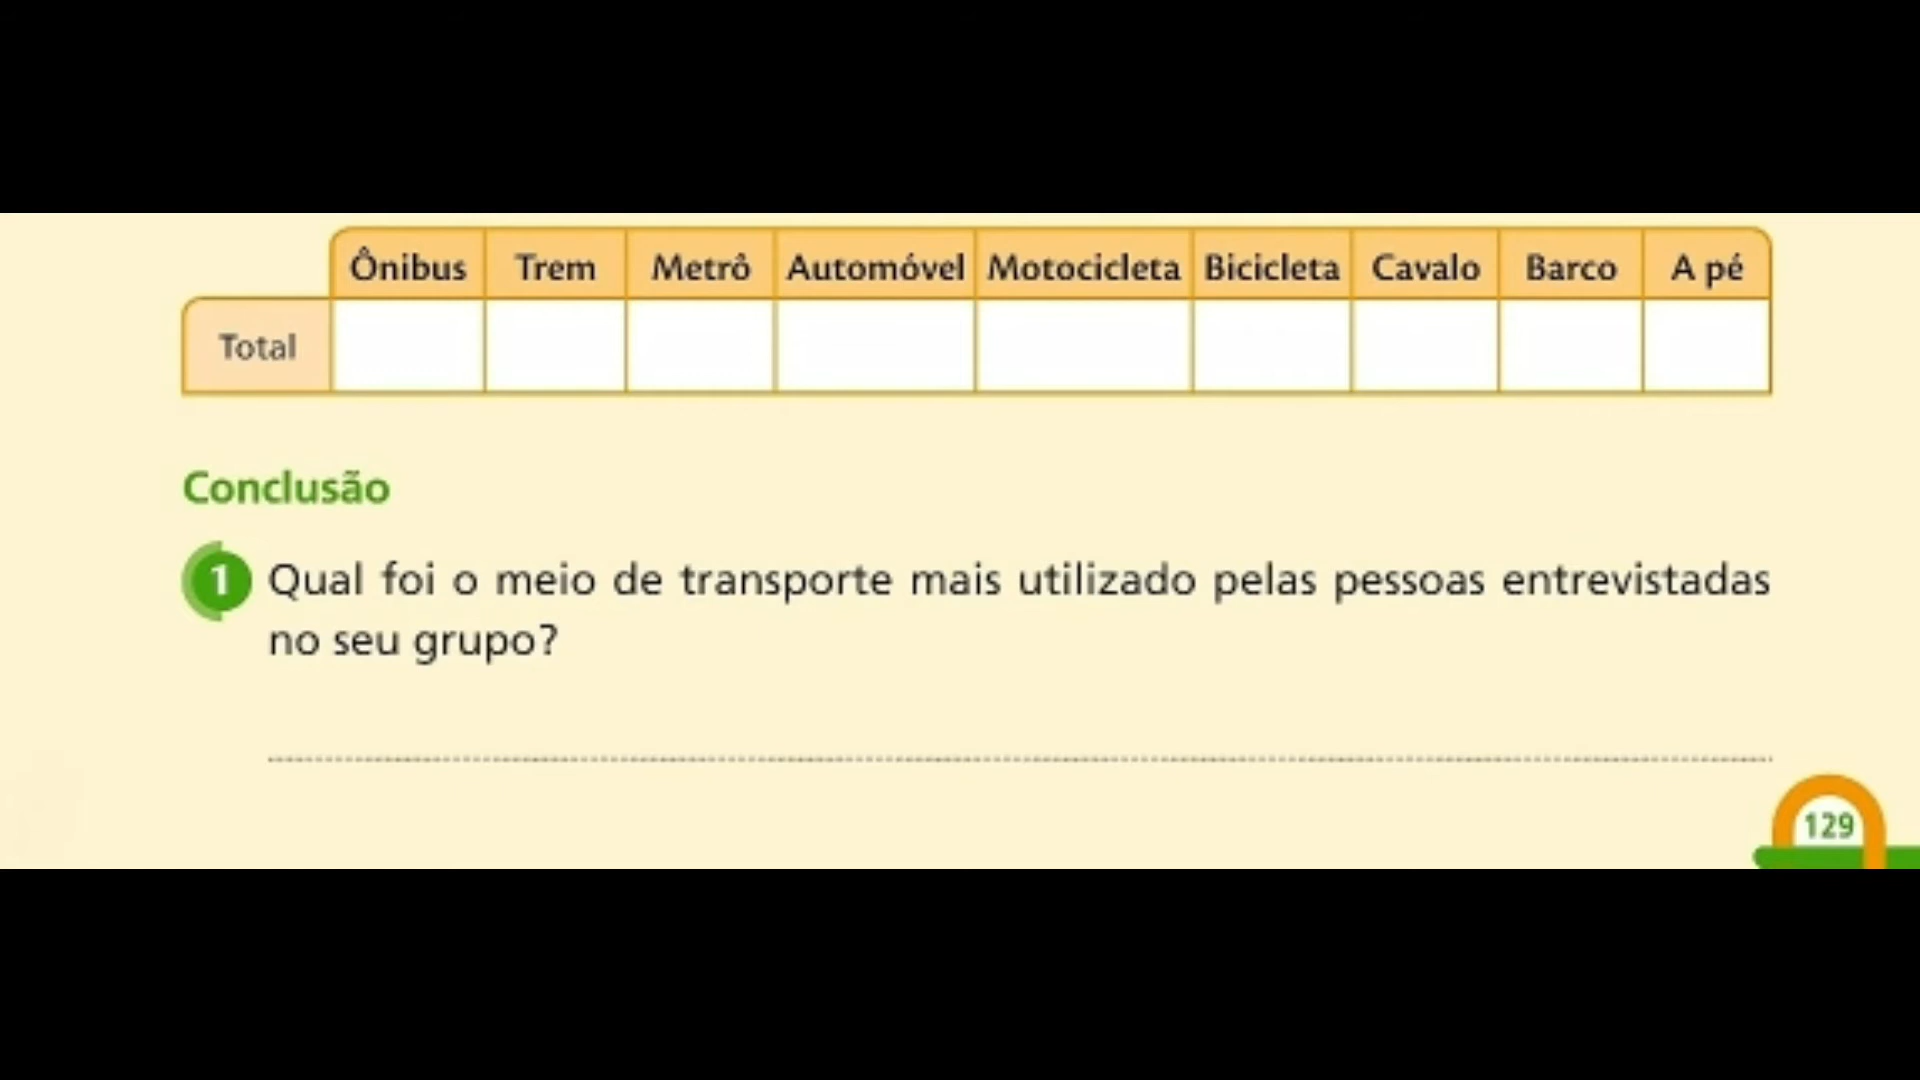 Ônibus Trem Metrô Automóvel Motocicleta Bicicleta Cavalo Barco A pé
Total
Conclusão
1 Qual foi o meio de transporte mais utilizado pelas pessoas entrevistadas
no seu grupo?
129